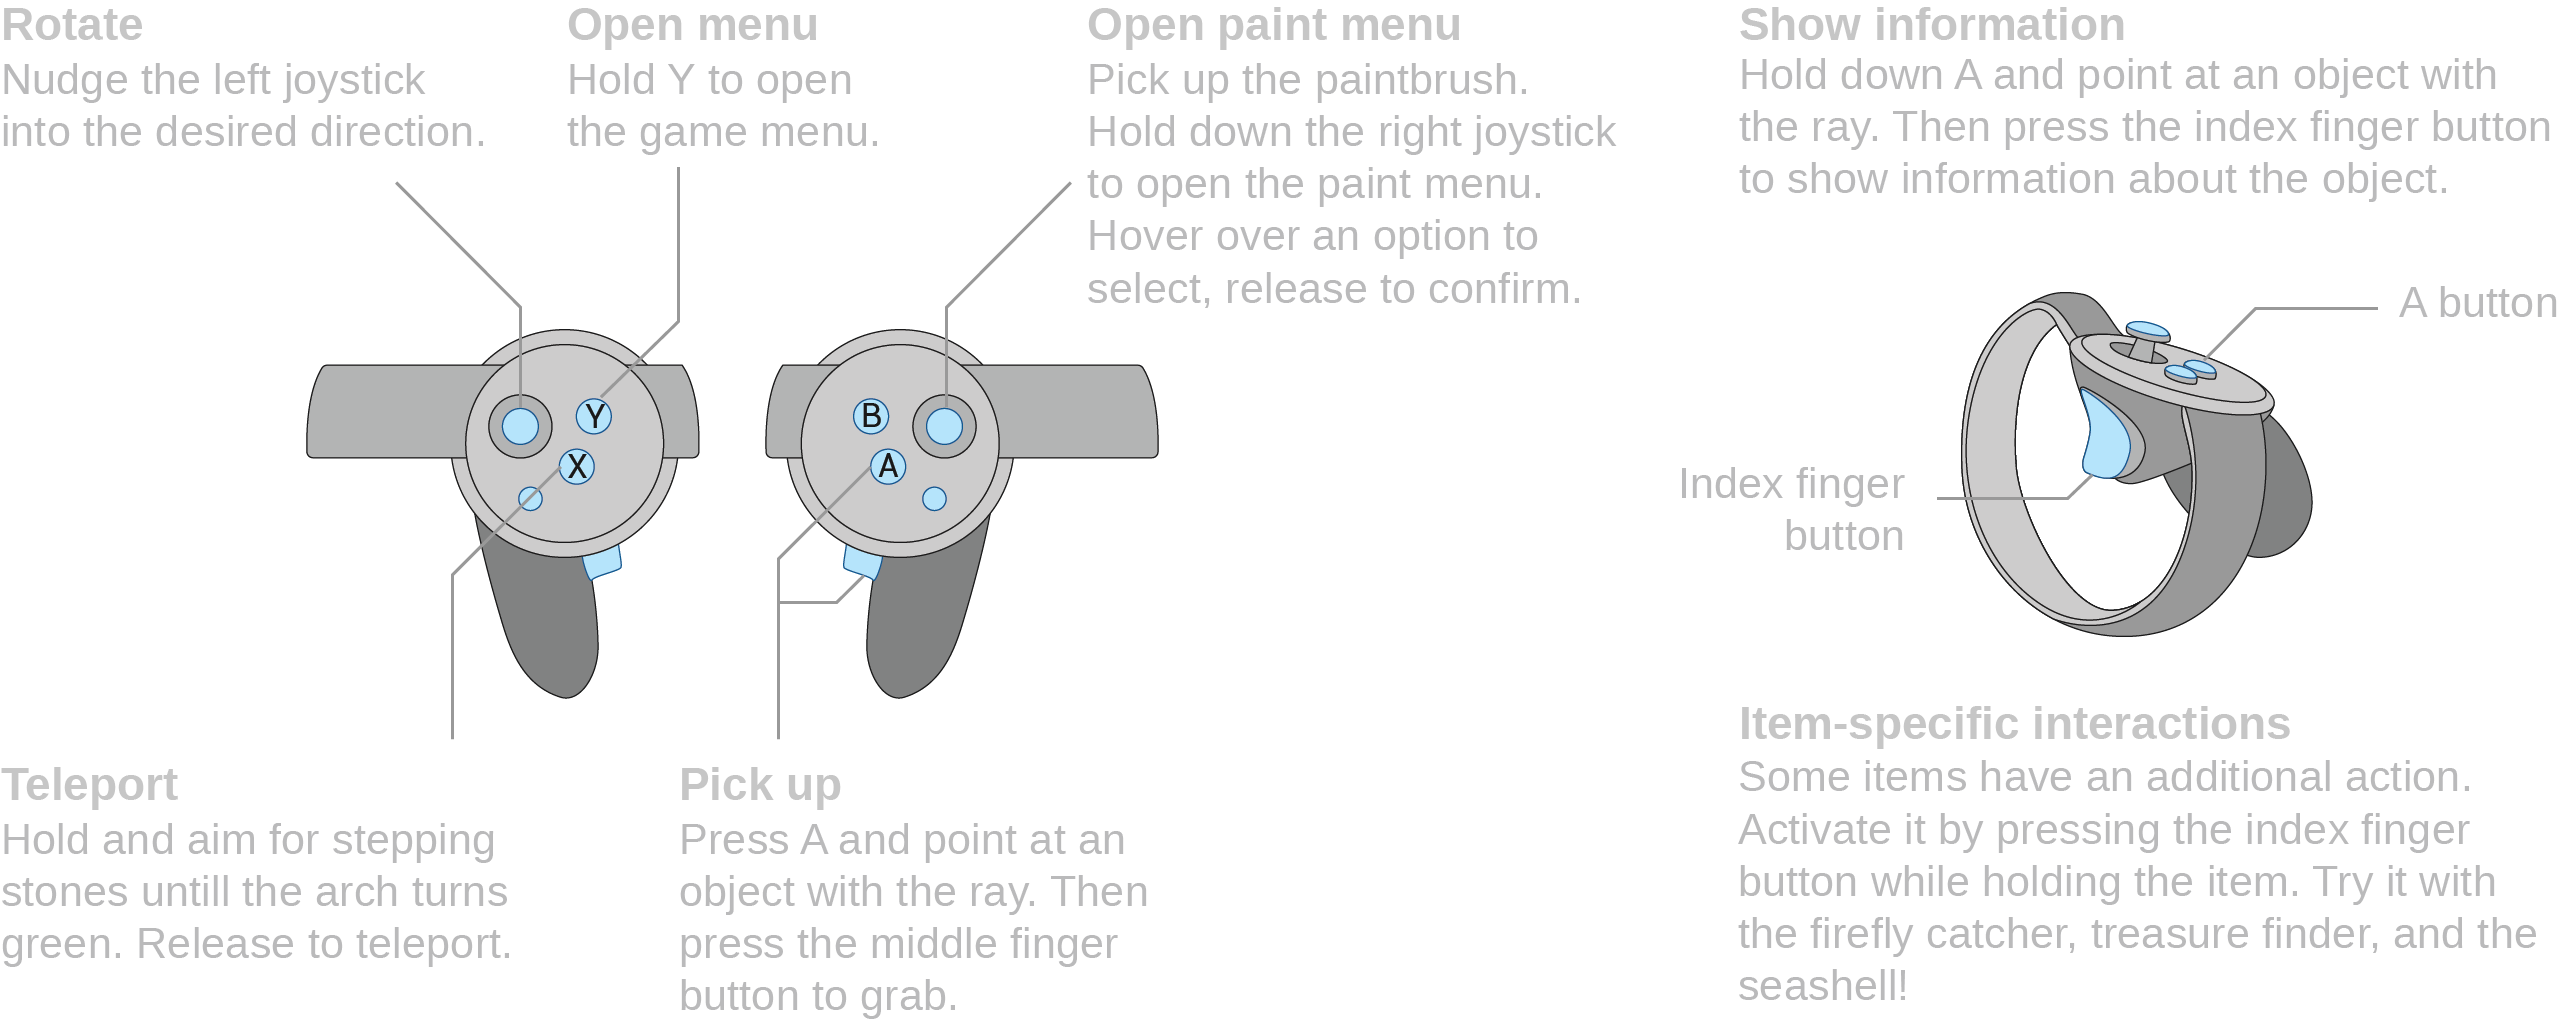 Rotate
Nudge the left joystick
into the desired direction.
Open menu
Hold Y to open
the game menu.
Open paint menu
Pick up the paintbrush.
Hold down the right joystick
to open the paint menu.
Hover over an option to
select, release to confirm.
Show information
Hold down A and point at an object with
the ray. Then press the index finger button
to show information about the object.
Y
X
B
A
A button
Index finger
button
Teleport
Hold and aim for stepping
stones untill the arch turns
green. Release to teleport.
Pick up
Press A and point at an
object with the ray. Then
press the middle finger
button to grab.
Item-specific interactions
Some items have an additional action.
Activate it by pressing the index finger
button while holding the item. Try it with
the firefly catcher, treasure finder, and the
seashell!